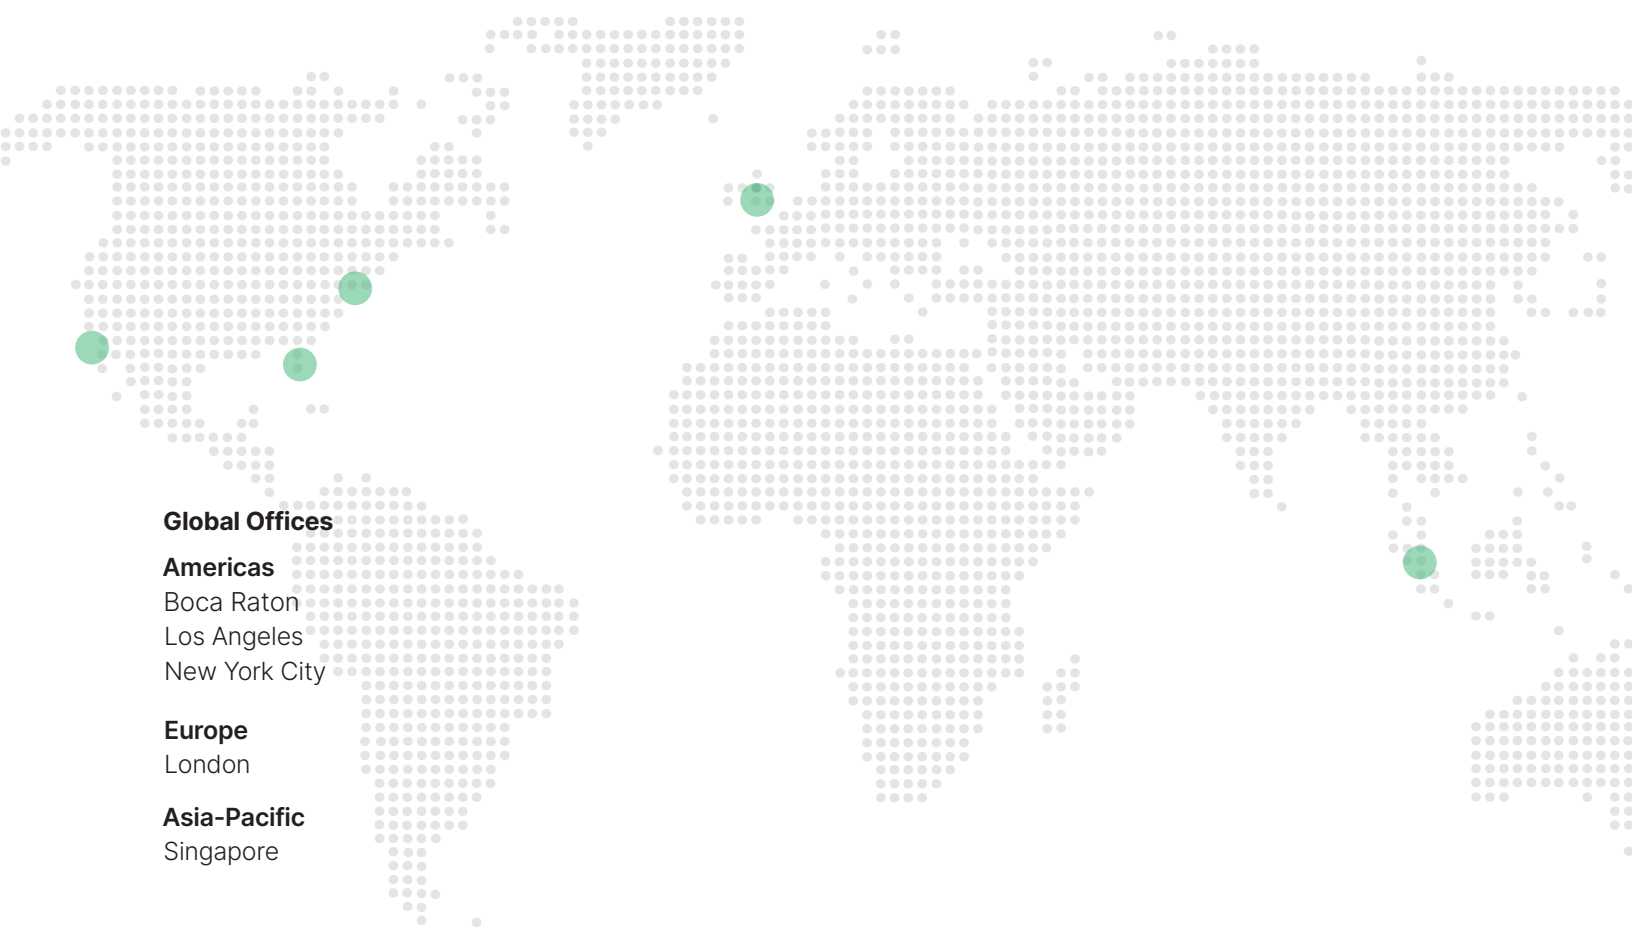 Global Offices
Americas
Boca Raton
Los Angeles
New York City
Europe
London
Asia-Pacific
Singapore